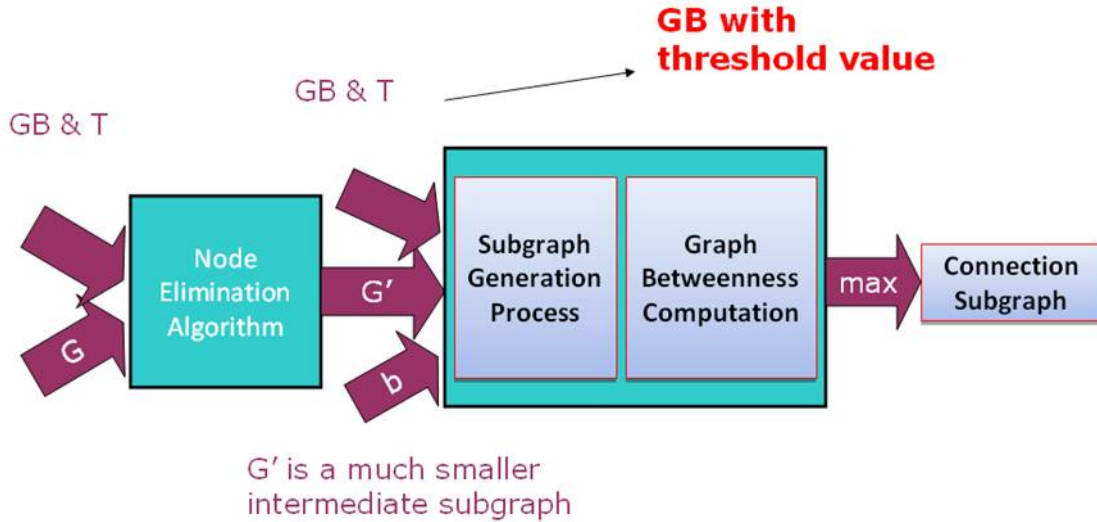 GB with
threshold value
GB & T
GB & T
Node
Elimination
Algorithm
G
G’
b
Subgraph
Generation
Process
Graph
Betweenness
Computation
max
Connection
Subgraph
G’ is a much smaller
intermediate subgraph